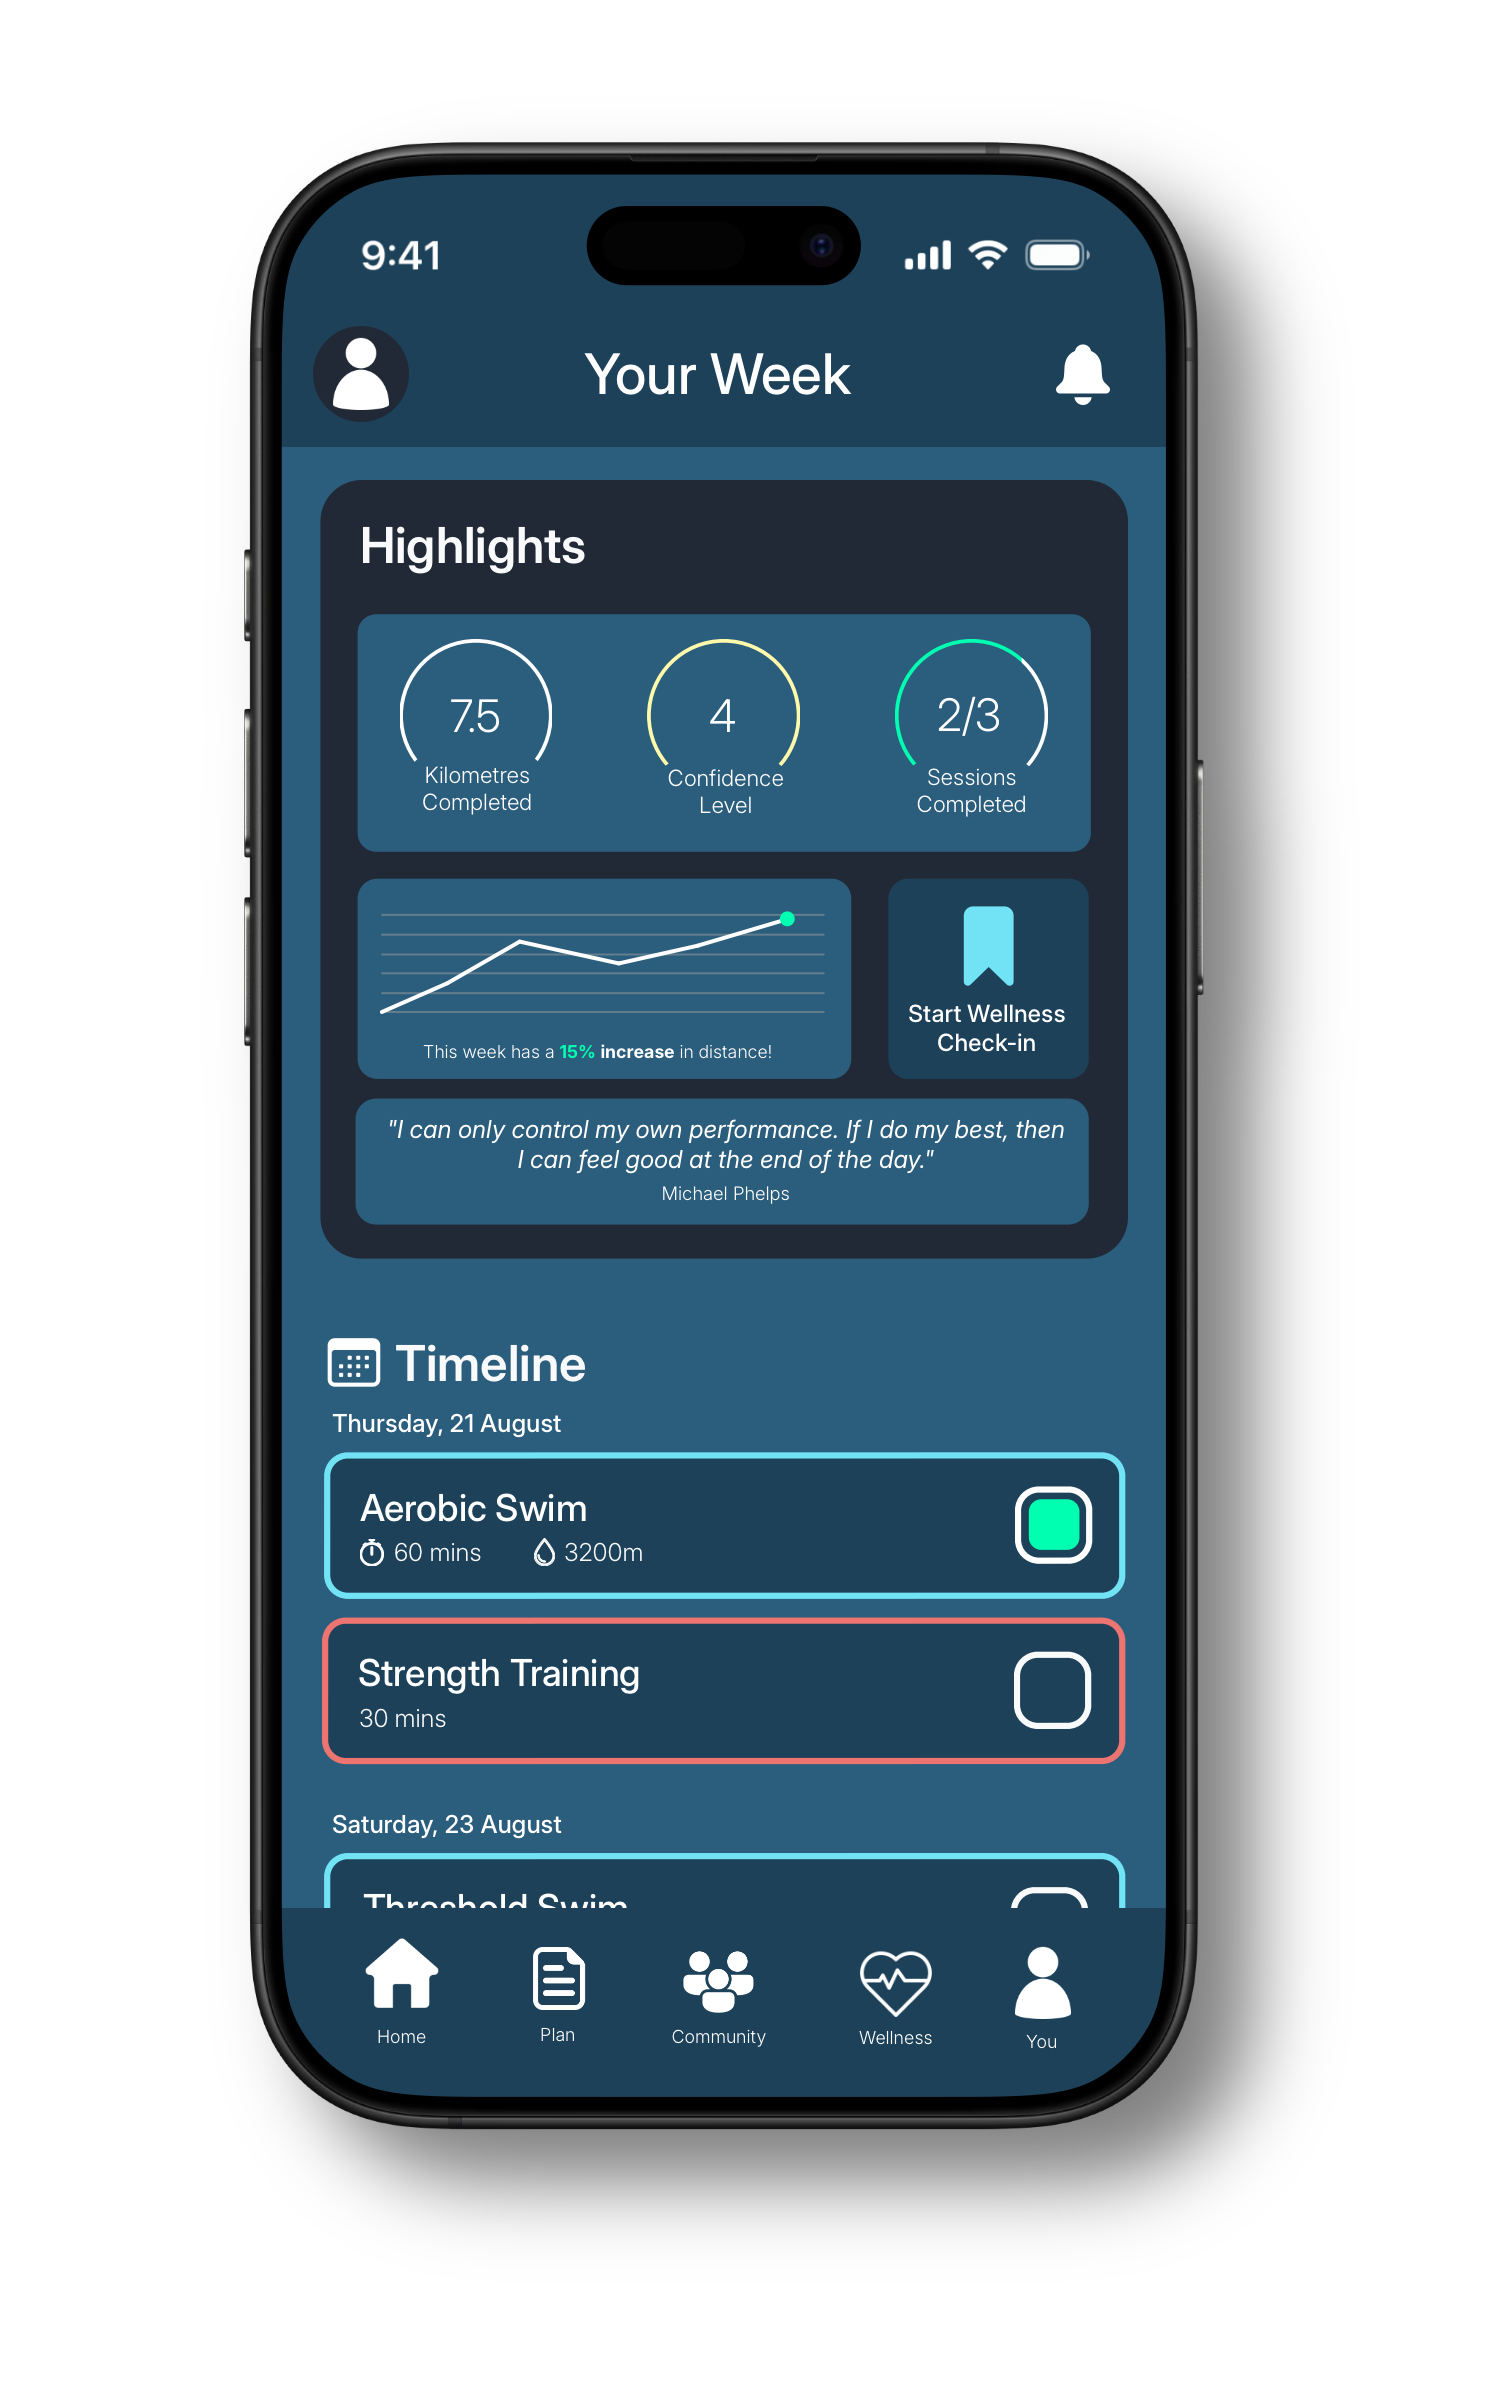 9:41
Your Week
Highlights
7.5
Kilometres
Completed
4
Confidence
Level
2/3
Sessions
Completed
This week has a 15% increase in distance!
Start Wellness
Check-in
"I can only control my own performance. If I do my best, then
I can feel good at the end of the day."
Michael Phelps
Timeline
Thursday, 21 August
Aerobic Swim
60 mins 3200m
Strength Training
30 mins
Saturday, 23 August
Threshold Swim
Home
Plan
Community
Wellness
You